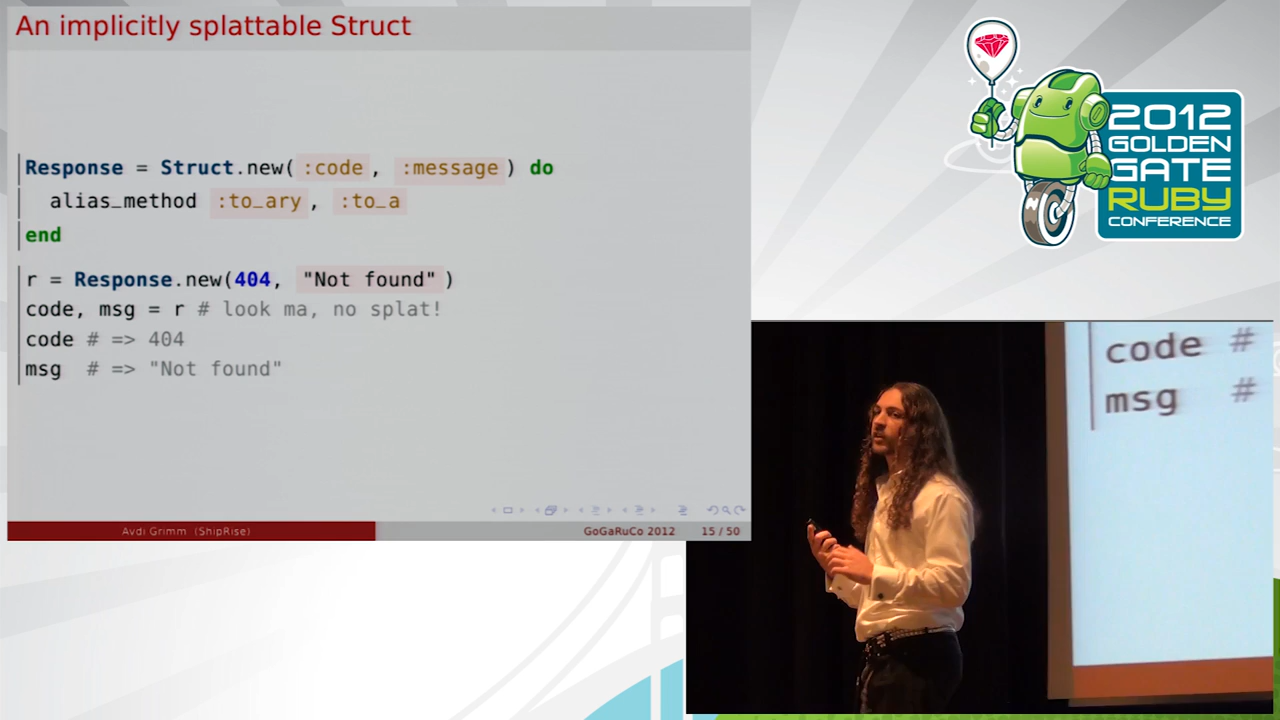 An implicitly splattable Struct
Response = Struct.new(:code, :message) do
  alias_method :to_ary, :to_a
end
r = Response.new(404, "Not found")
code, msg = r # look ma, no splat!
code # => 404
msg  # => "Not found"
Avdi Grimm (ShipRise)
GoGaRuCo 2012
15 / 50
2012
GOLDEN
GATE
RUBY
CONFERENCE
code #
msg #